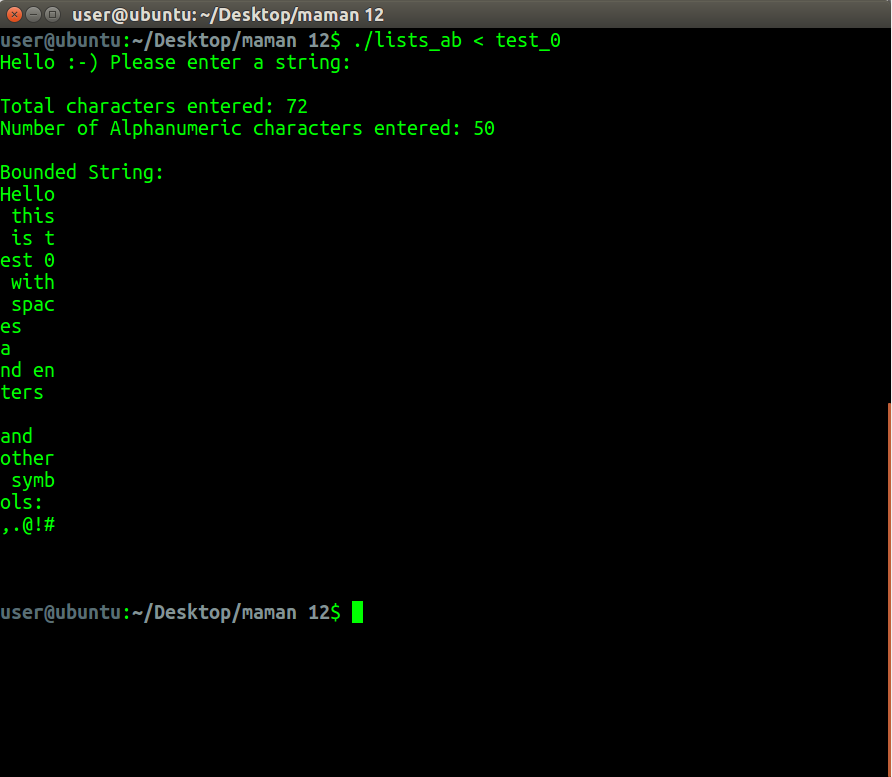 user@ubuntu: ~/Desktop/maman 12
user@ubuntu:~/Desktop/maman 12$ ./lists_ab < test_0
Hello :-) Please enter a string:
Total characters entered: 72
Number of Alphanumeric characters entered: 50
Bounded String:
Hello
 this
 is t
est 0
 with
 spac
es
a
nd en
ters
and
other
 symb
ols:
,.@!#
user@ubuntu:~/Desktop/maman 12$